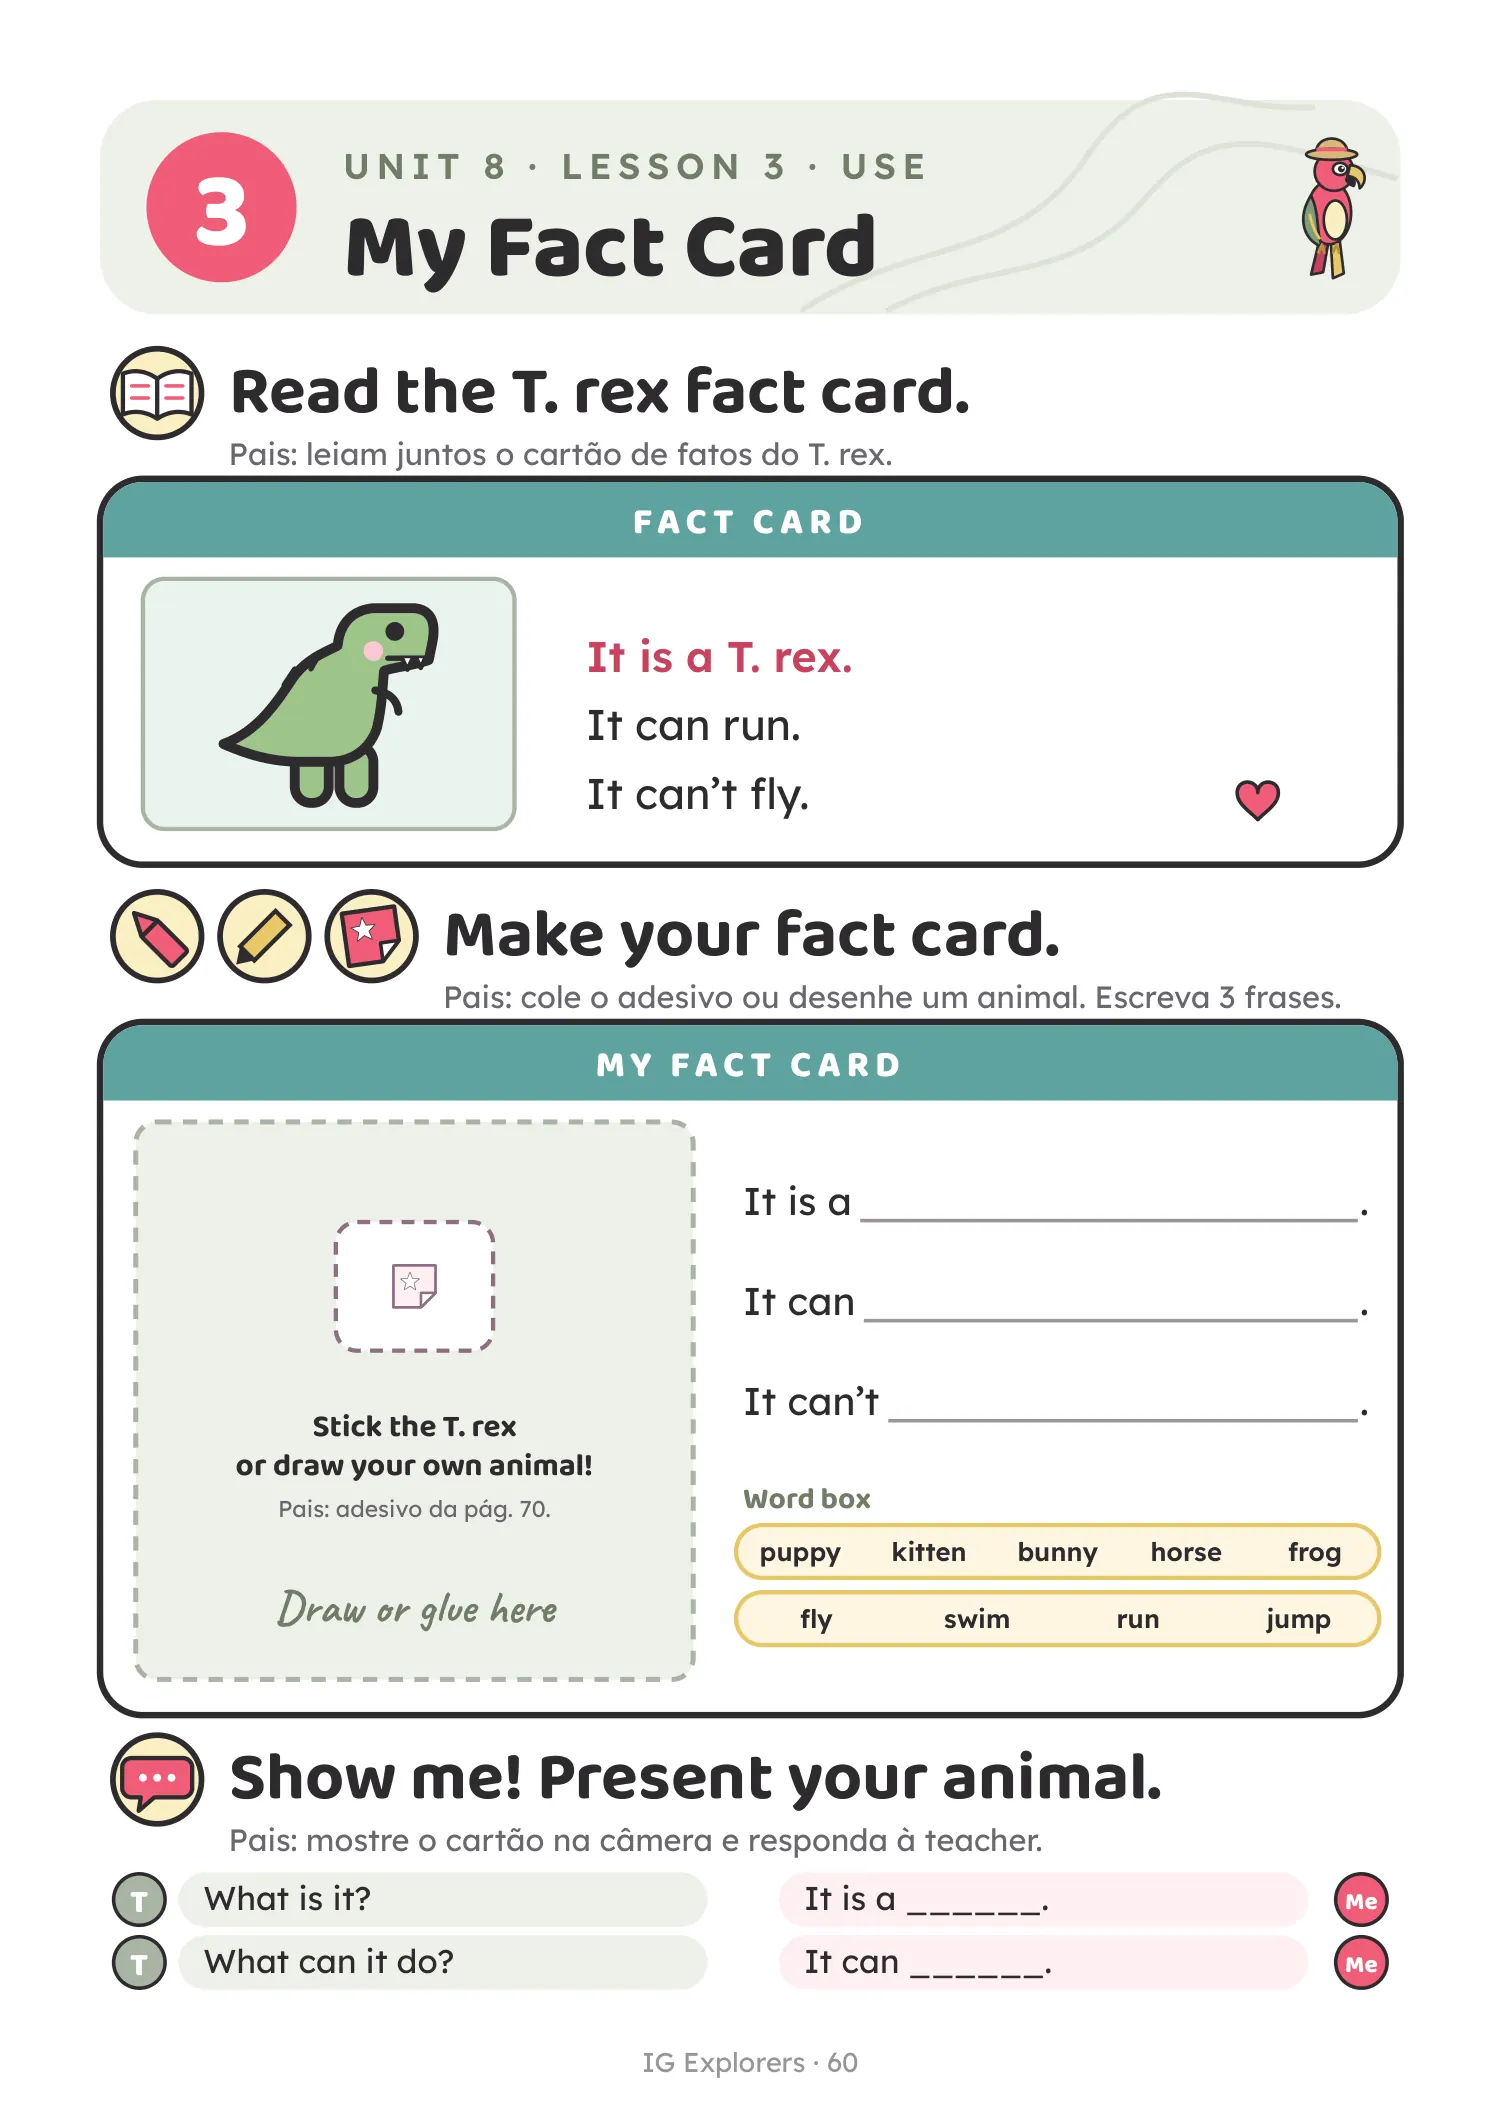 3
UNIT 8 · LESSON 3 · USE
My Fact Card
Read the T. rex fact card.
Pais: leiam juntos o cartão de fatos do T. rex.
FACT CARD
It is a T. rex.
It can run.
It can’t fly.
Make your fact card.
Pais: cole o adesivo ou desenhe um animal. Escreva 3 frases.
MY FACT CARD
Stick the T. rex
or draw your own animal!
Pais: adesivo da pág. 70.
Draw or glue here
It is a ____________________.
It can ____________________.
It can’t ____________________.
Word box
puppy kitten bunny horse frog
fly swim run jump
Show me! Present your animal.
Pais: mostre o cartão na câmera e responda à teacher.
T What is it? It is a ______. Me
T What can it do? It can ______. Me
IG Explorers · 60